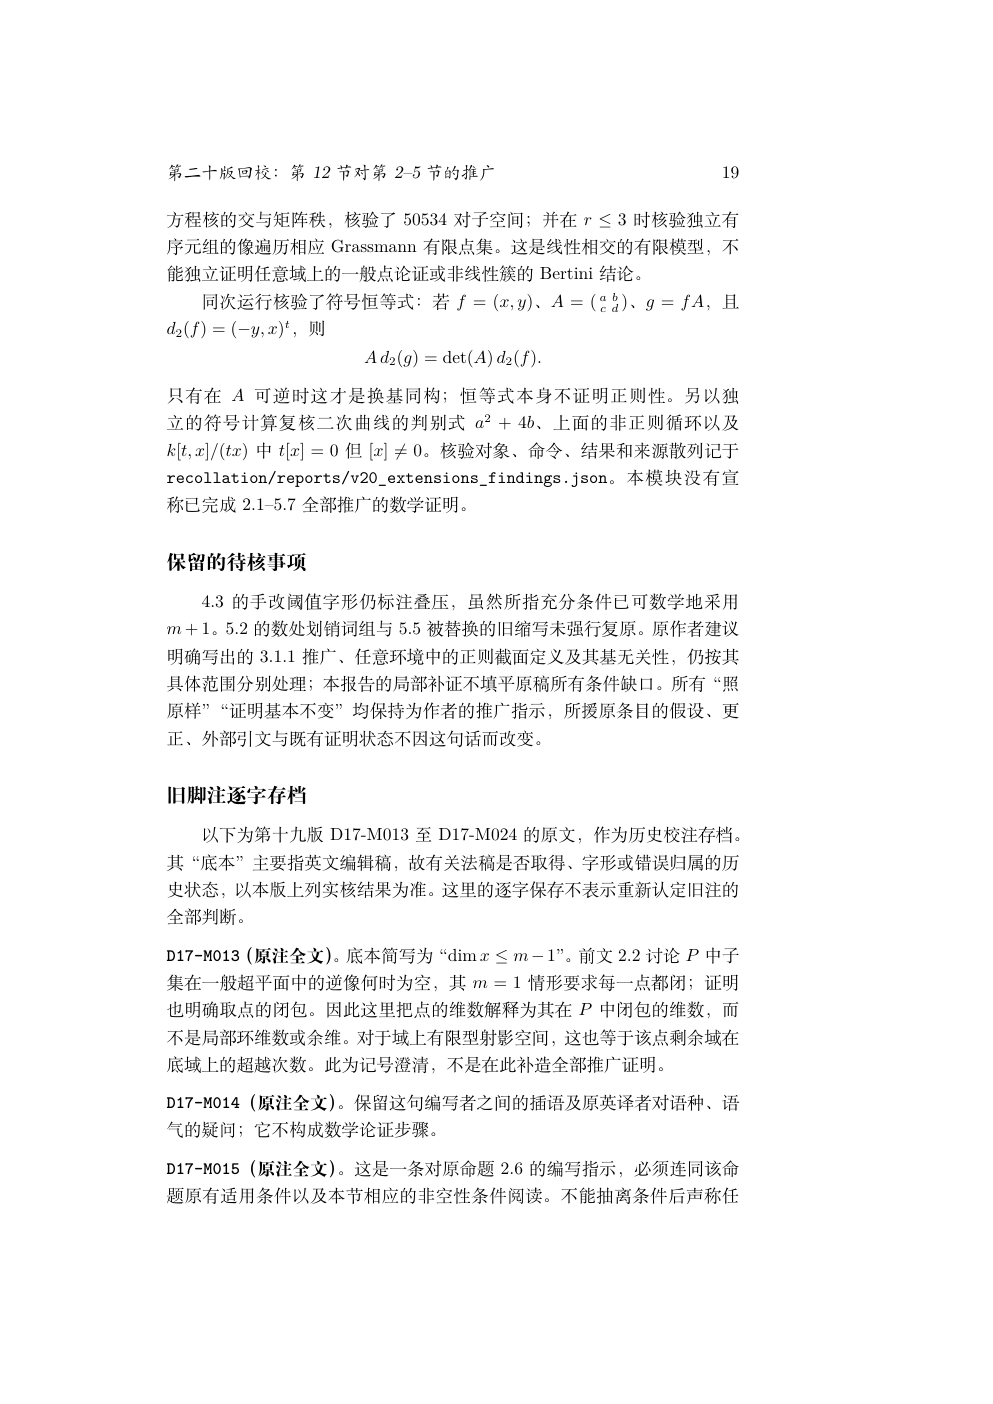 第二十版回校：第 12 节对第 2–5 节的推广 19
方程核的交与矩阵秩，核验了 50534 对子空间；并在 r ≤ 3 时核验独立有
序元组的像遍历相应 Grassmann 有限点集。这是线性相交的有限模型，不
能独立证明任意域上的一般点论证或非线性簇的 Bertini 结论。
同次运行核验了符号恒等式：若 f = (x, y)、A = (a b c d)、g = fA，且
d₂(f) = (−y, x)ᵗ，则
A d₂(g) = det(A) d₂(f).
只有在 A 可逆时这才是换基同构；恒等式本身不证明正则性。另以独
立的符号计算复核二次曲线的判别式 a² + 4b、上面的非正则循环以及
k[t, x]/(tx) 中 t[x] = 0 但 [x] ≠ 0。核验对象、命令、结果和来源散列记于
recollation/reports/v20_extensions_findings.json。本模块没有宣
称已完成 2.1–5.7 全部推广的数学证明。
保留的待核事项
4.3 的手改阈值字形仍标注叠压，虽然所指充分条件已可数学地采用
m + 1。5.2 的数处划销词组与 5.5 被替换的旧缩写未强行复原。原作者建议
明确写出的 3.1.1 推广、任意环境中的正则截面定义及其基无关性，仍按其
具体范围分别处理；本报告的局部补证不填平原稿所有条件缺口。所有 “照
原样” “证明基本不变” 均保持为作者的推广指示，所援原条目的假设、更
正、外部引文与既有证明状态不因这句话而改变。
旧脚注逐字存档
以下为第十九版 D17-M013 至 D17-M024 的原文，作为历史校注存档。
其 “底本” 主要指英文编辑稿，故有关法稿是否取得、字形或错误归属的历
史状态，以本版上列实核结果为准。这里的逐字保存不表示重新认定旧注的
全部判断。
D17-M013（原注全文）。底本简写为 “dim x ≤ m − 1”。前文 2.2 讨论 P 中子
集在一般超平面中的逆像何时为空，其 m = 1 情形要求每一点都闭；证明
也明确取点的闭包。因此这里把点的维数解释为其在 P 中闭包的维数，而
不是局部环维数或余维。对于域上有限型射影空间，这也等于该点剩余域在
底域上的超越次数。此为记号澄清，不是在此补造全部推广证明。
D17-M014（原注全文）。保留这句编写者之间的插语及原英译者对语种、语
气的疑问；它不构成数学论证步骤。
D17-M015（原注全文）。这是一条对原命题 2.6 的编写指示，必须连同该命
题原有适用条件以及本节相应的非空性条件阅读。不能抽离条件后声称任